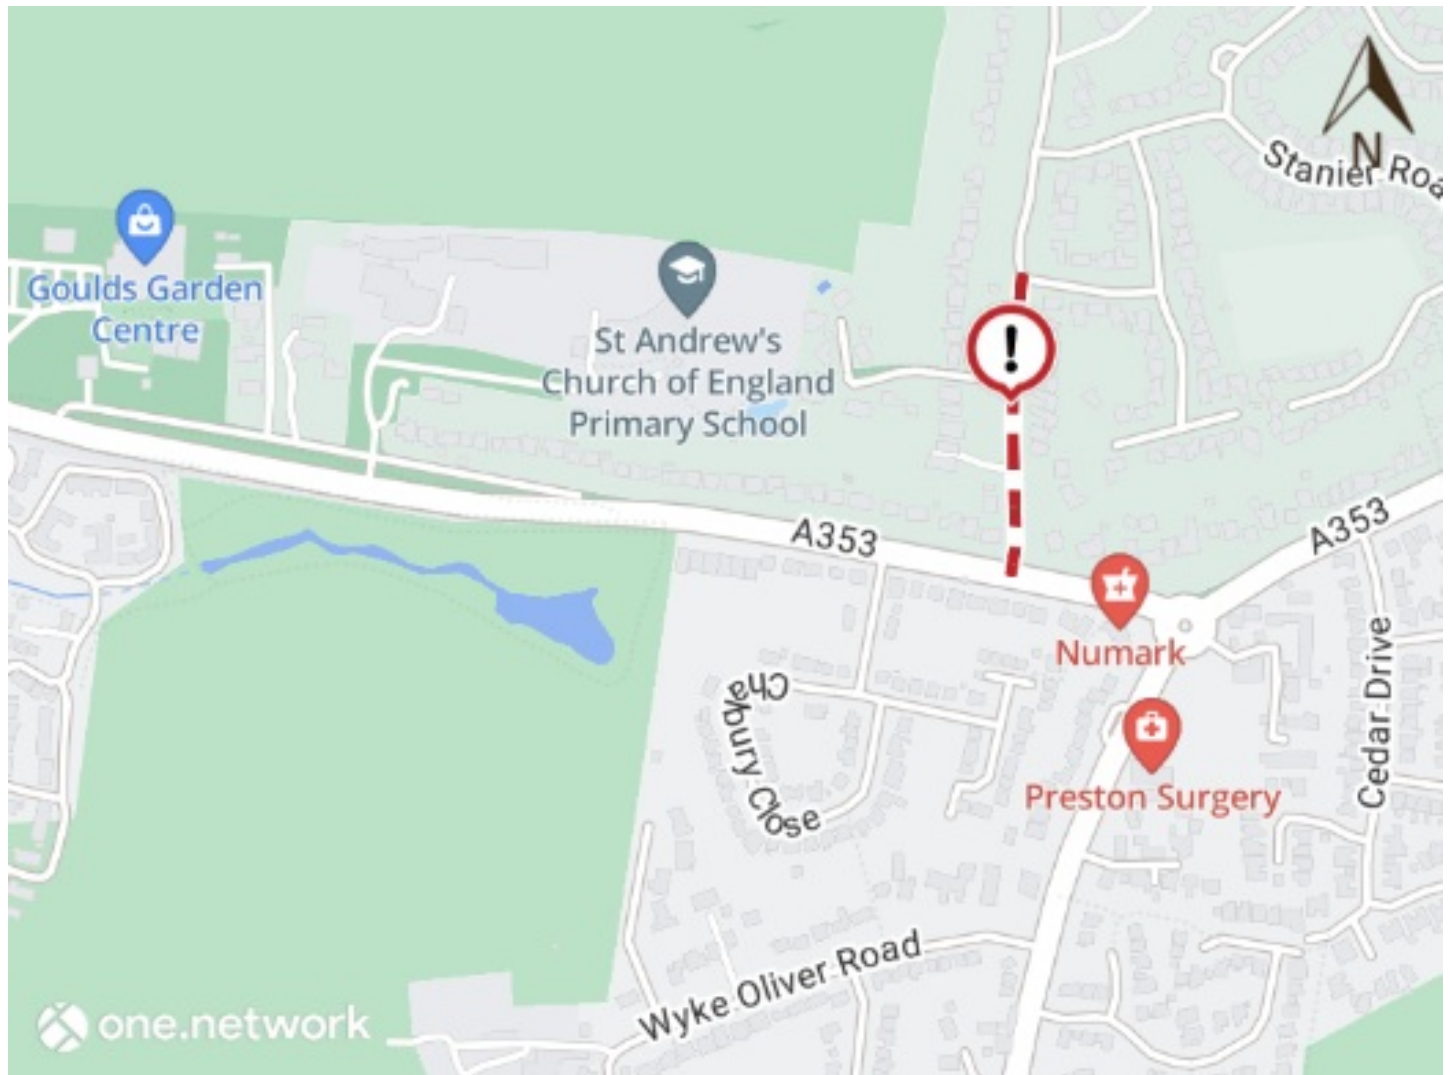 N
Stanier Roa
Goulds Garden
Centre
St Andrew's
Church of England
Primary School
!
A353
A353
Numark
Cedar Drive
Chalbury Close
Preston Surgery
Wyke Oliver Road
one.network